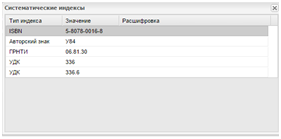 Систематические индексы
Тип индекса Значение Расшифровка
ISBN 5-8078-0016-8
Авторский знак У84
ПРНТИ 06.81.30
УДК 336
УДК 336.6